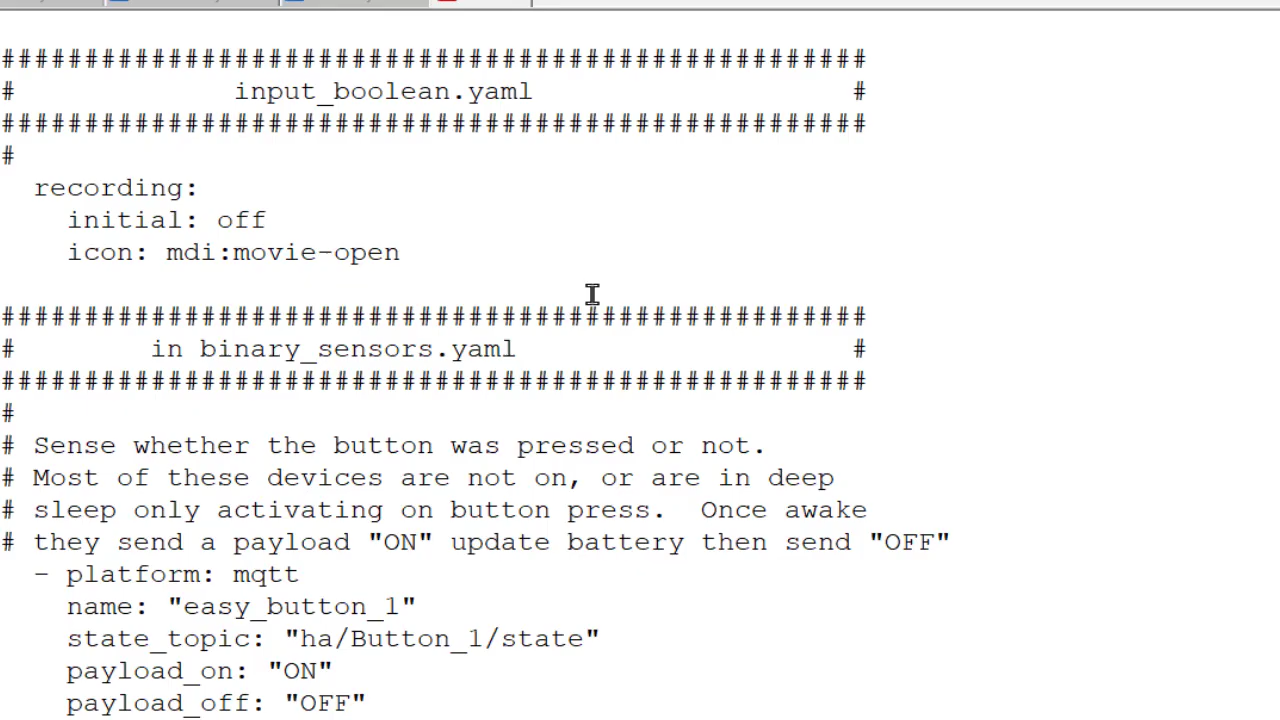 #####################################################
# input_boolean.yaml #
#####################################################
#
recording:
initial: off
icon: mdi:movie-open
#####################################################
# in binary_sensors.yaml #
#####################################################
#
# Sense whether the button was pressed or not.
# Most of these devices are not on, or are in deep
# sleep only activating on button press. Once awake
# they send a payload "ON" update battery then send "OFF"
- platform: mqtt
name: "easy_button_1"
state_topic: "ha/Button_1/state"
payload_on: "ON"
payload_off: "OFF"